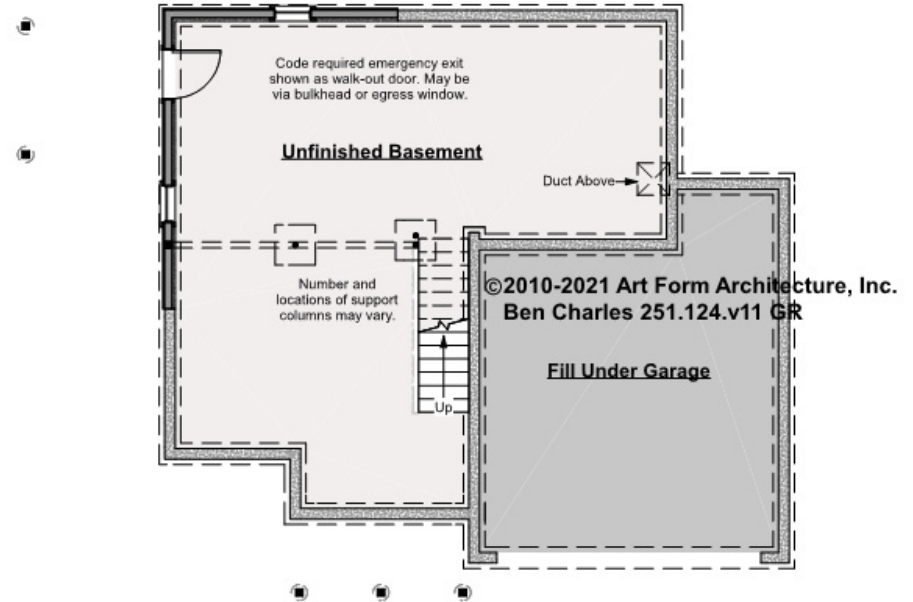 Code required emergency exit
shown as walk-out door. May be
via bulkhead or egress window.
Unfinished Basement
Duct Above
Number and
locations of support
columns may vary.
©2010-2021 Art Form Architecture, Inc.
Ben Charles 251.124.v11 GR
Fill Under Garage
Up